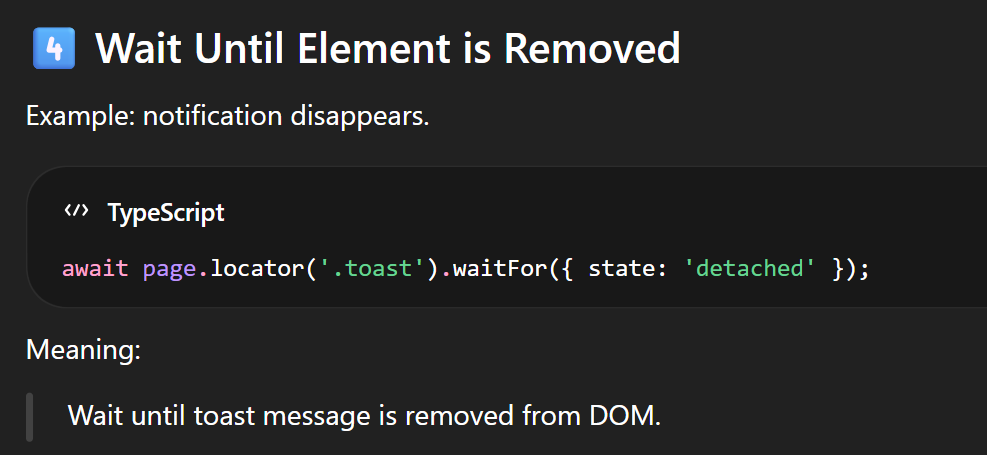 4 Wait Until Element is Removed
Example: notification disappears.
</> TypeScript
await page.locator('.toast').waitFor({ state: 'detached' });
Meaning:
Wait until toast message is removed from DOM.